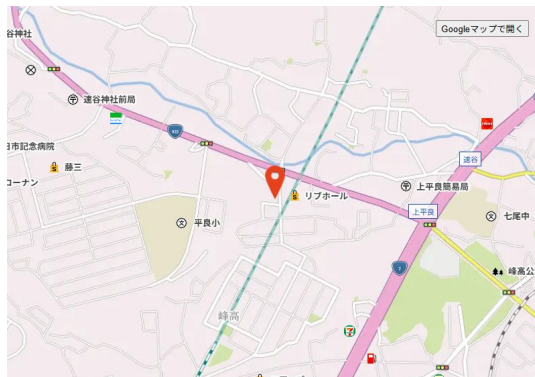 Googleマップで開く
谷神社
速谷神社前局
日市記念病院
藤三
コーナン
速谷
上平良簡易局
リブホール
上平良
七尾中
平良小
峰高公
峰高